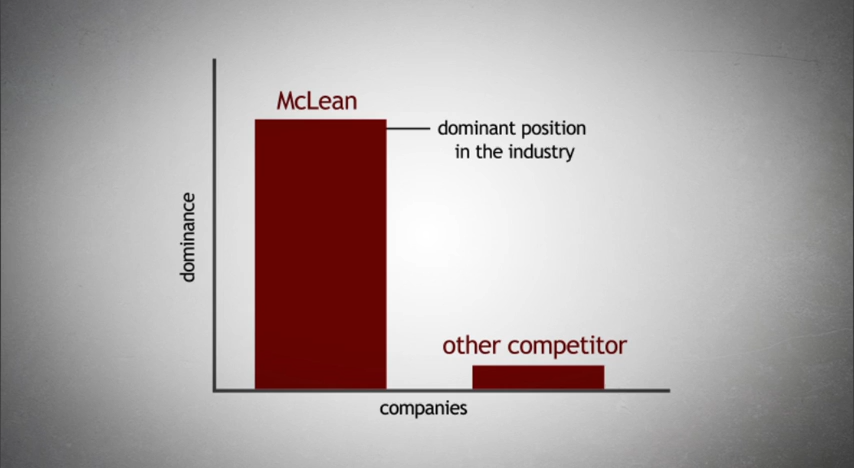 McLean
dominant position
in the industry
dominance
other competitor
companies